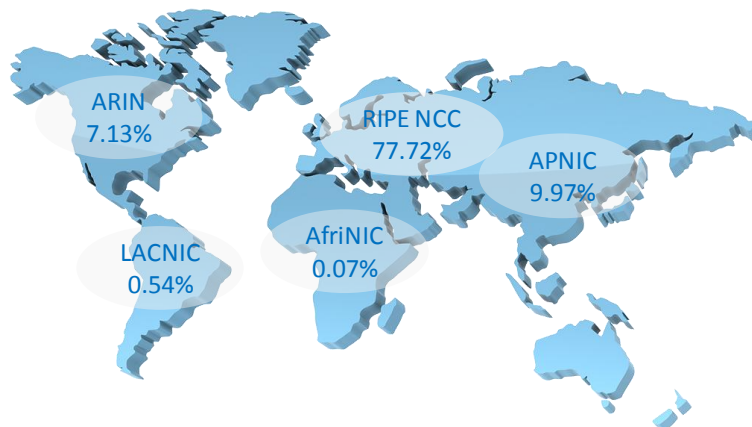 ARIN
7.13%
RIPE NCC
77.72%
APNIC
9.97%
LACNIC
0.54%
AfriNIC
0.07%